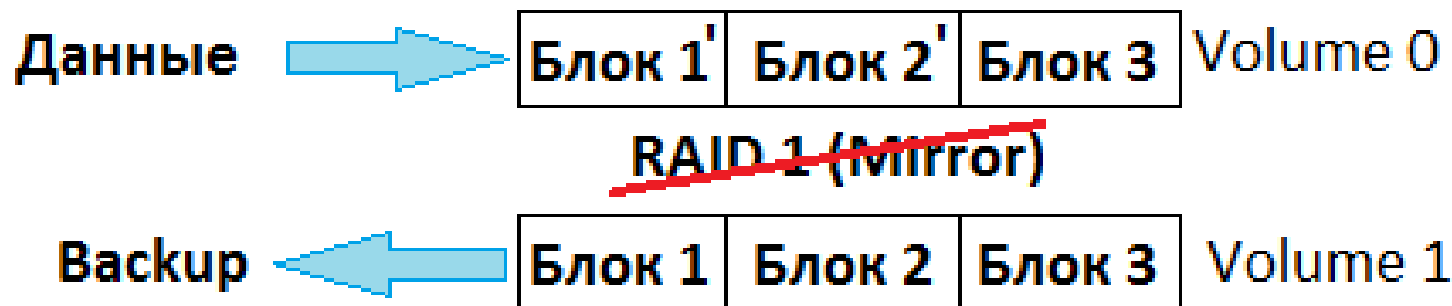 Данные Блок 1' Блок 2' Блок 3 Volume 0
RAID 1 (Mirror)
Backup Блок 1 Блок 2 Блок 3 Volume 1